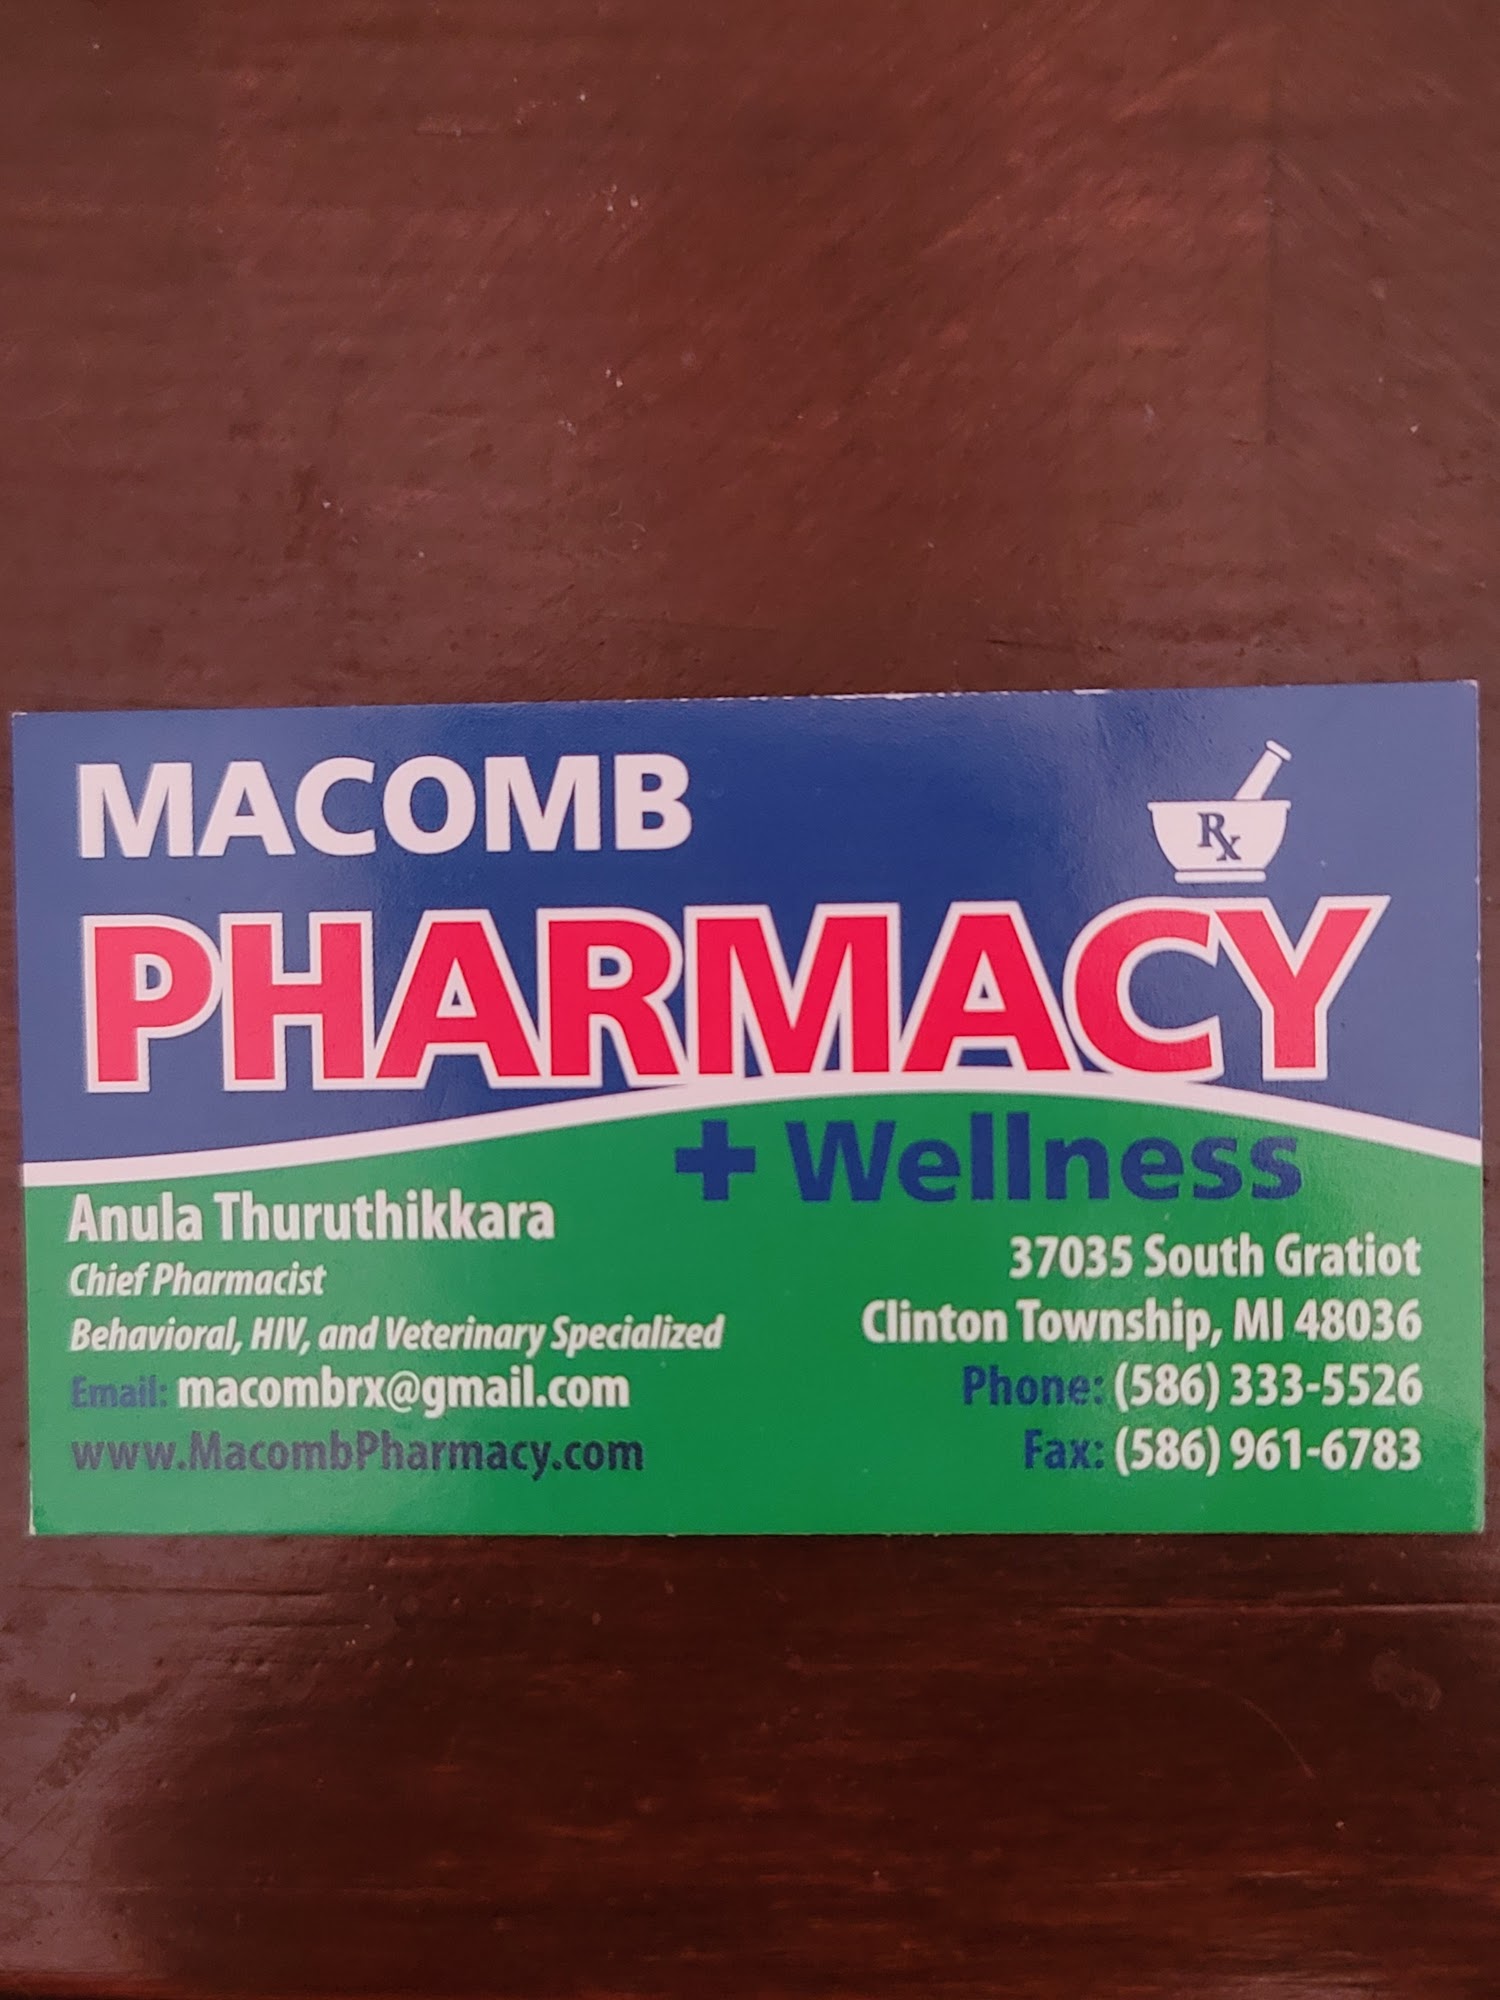 MACOMB
Rx
PHARMACY
+ Wellness
Anula Thuruthikkara
Chief Pharmacist
Behavioral, HIV, and Veterinary Specialized
Email: macombrx@gmail.com
www.MacombPharmacy.com
37035 South Gratiot
Clinton Township, MI 48036
Phone: (586) 333-5526
Fax: (586) 961-6783